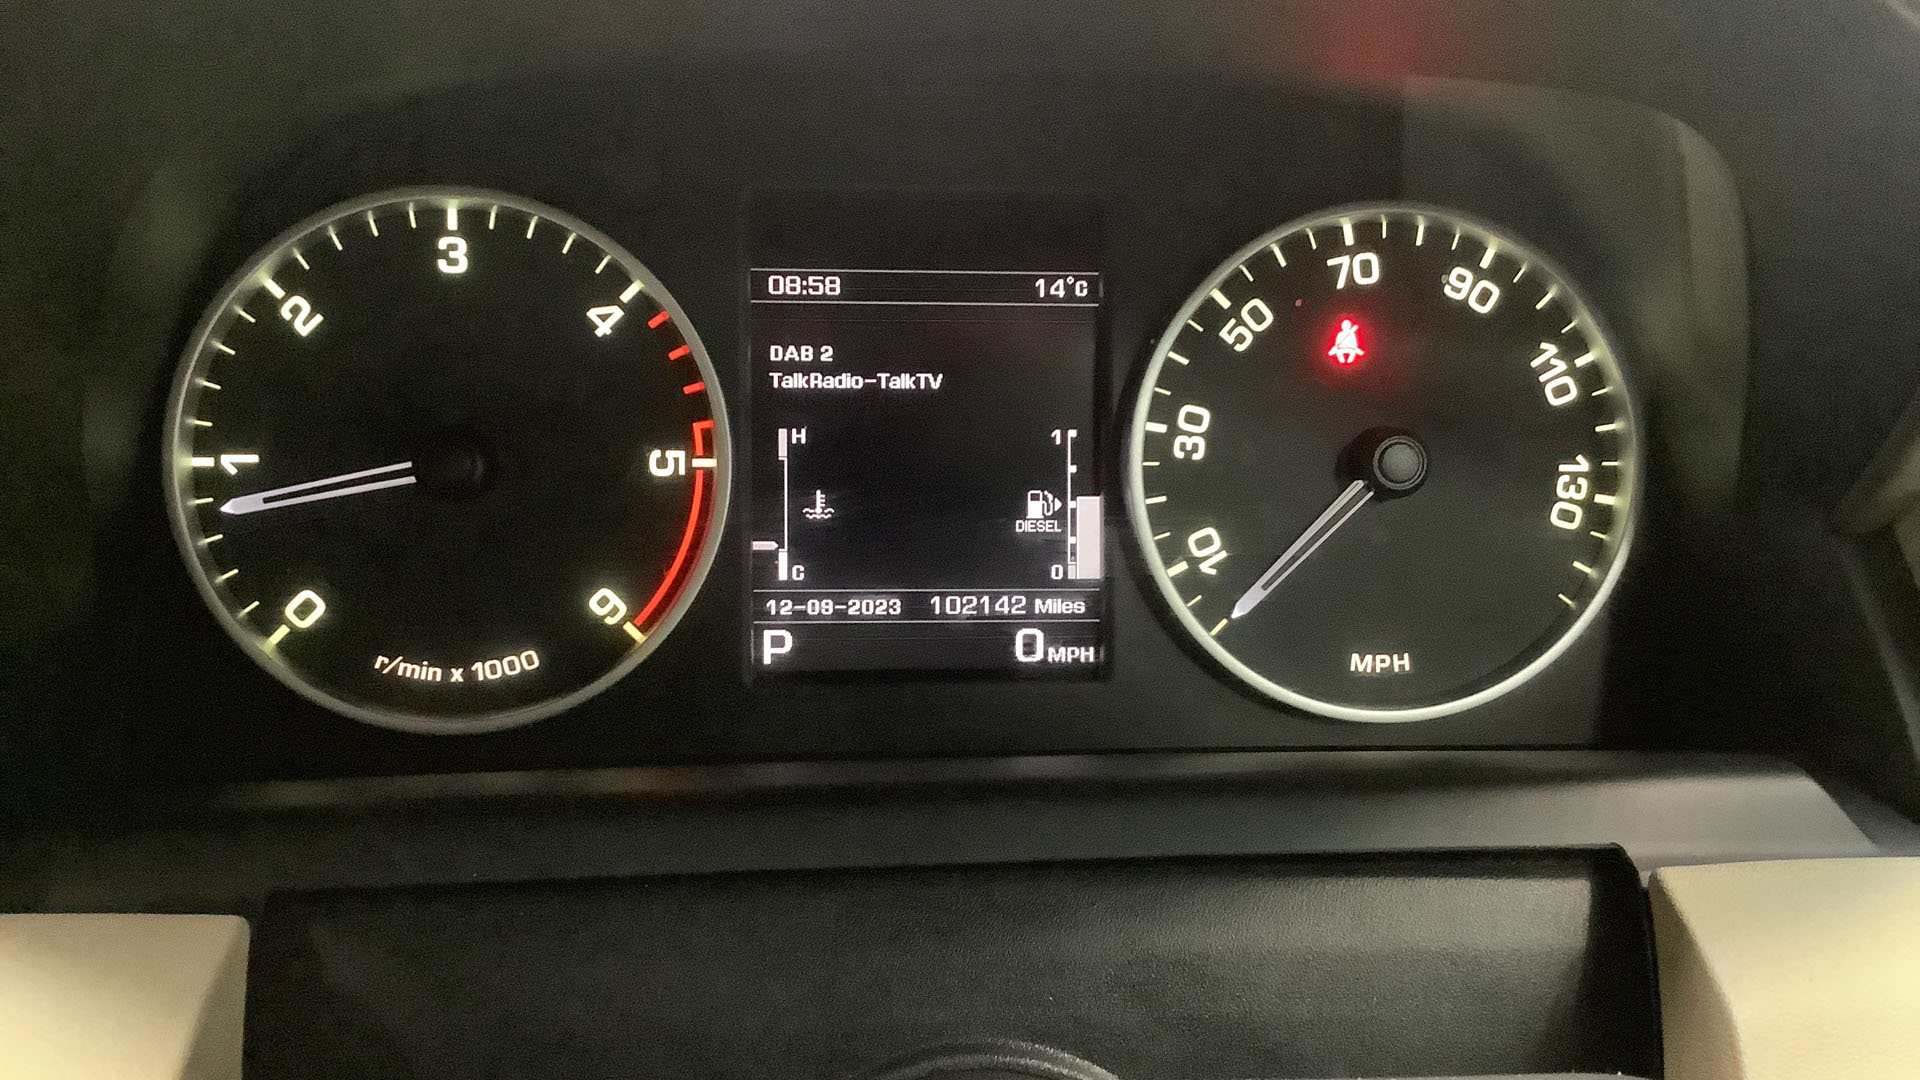 0
1
2
3
4
5
6
r/min x 1000
08:58 14°C
DAB 2
TalkRadio-TalkTV
H 1
DIESEL
C 0
12-09-2023 102142 Miles
P 0 MPH
10
30
50
70
90
110
130
MPH